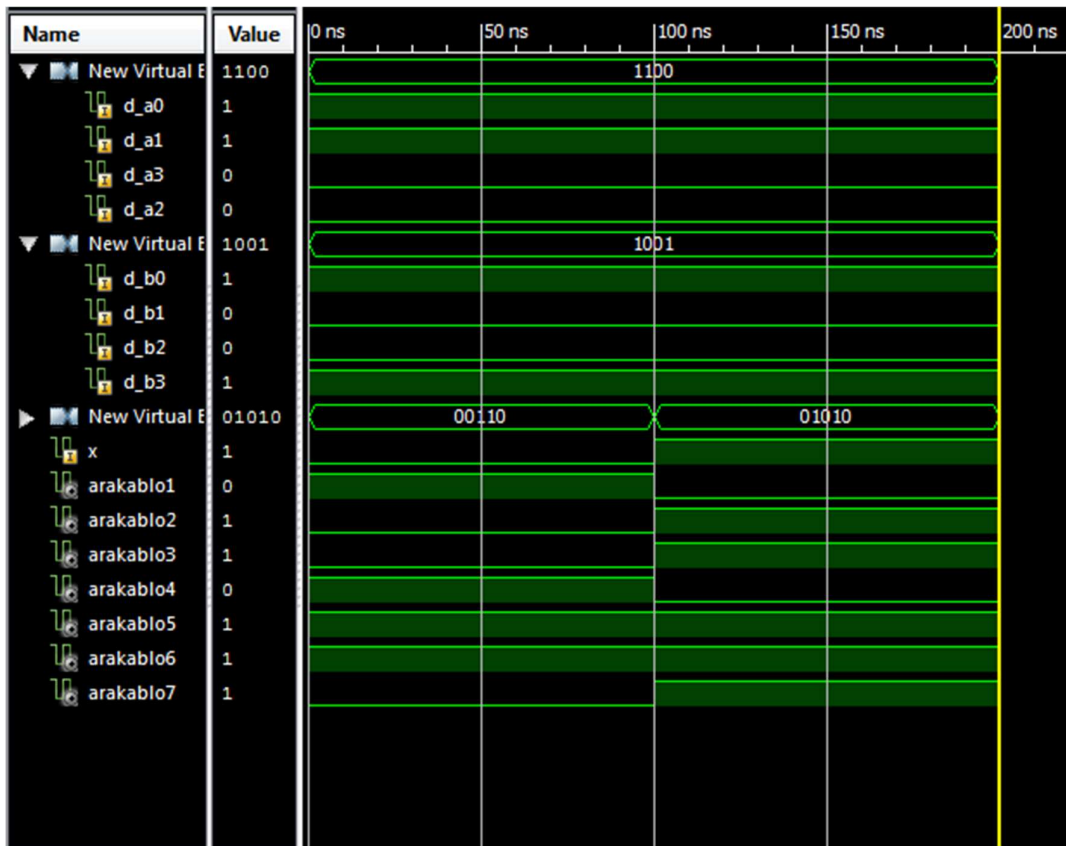 Name Value 0 ns 50 ns 100 ns 150 ns 200 ns
New Virtual B 1100 1100
d_a0 1
d_a1 1
d_a3 0
d_a2 0
New Virtual B 1001 1001
d_b0 1
d_b1 0
d_b2 0
d_b3 1
New Virtual B 01010 00110 01010
x 1
arakablo1 0
arakablo2 1
arakablo3 1
arakablo4 0
arakablo5 1
arakablo6 1
arakablo7 1